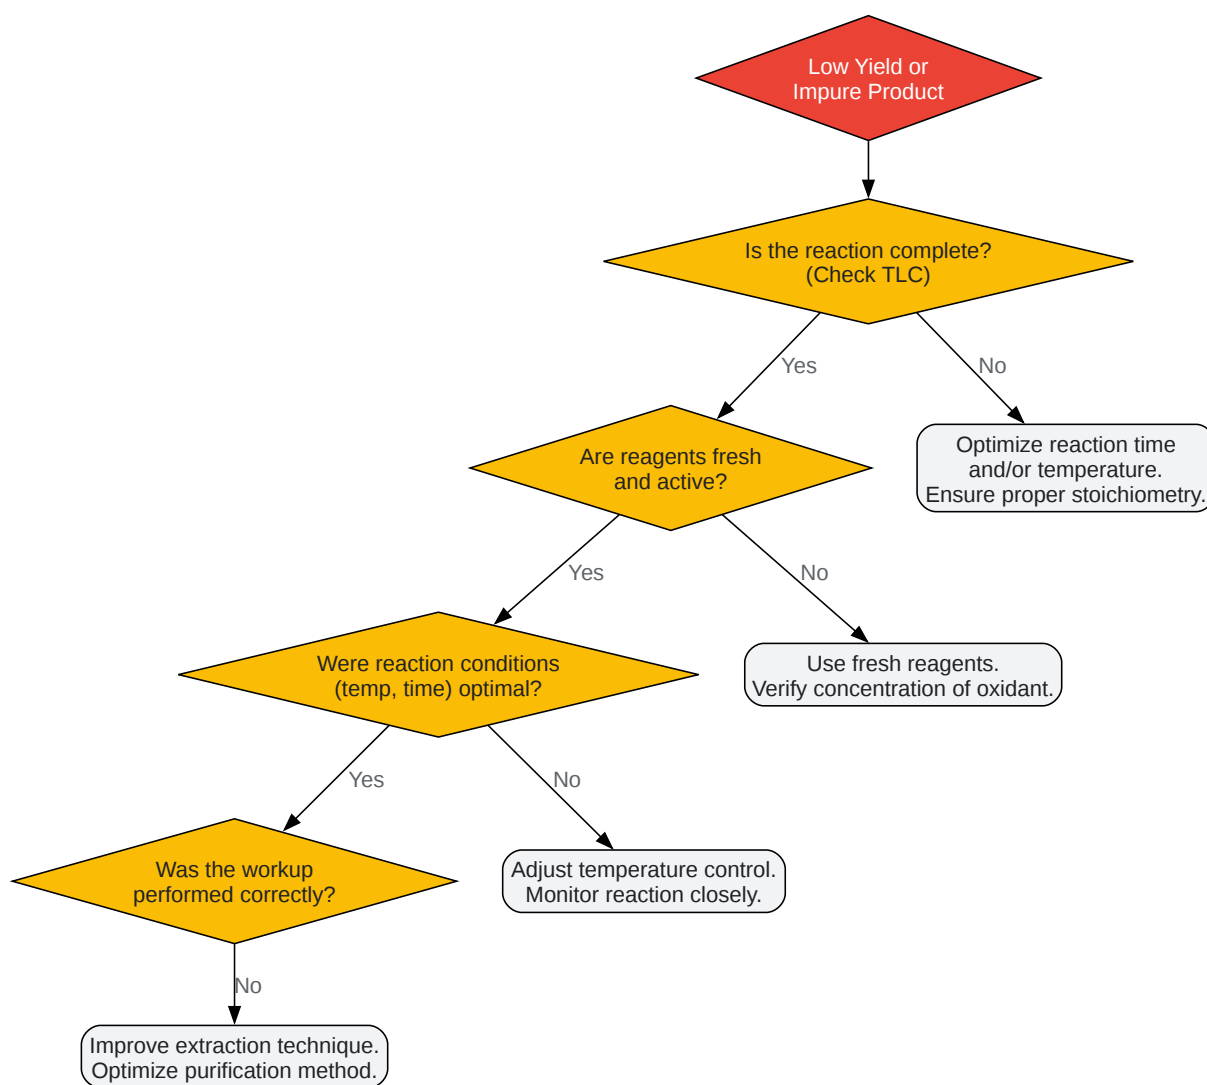 Low Yield or
Impure Product
Is the reaction complete?
(Check TLC)
Yes
No
Are reagents fresh
and active?
Optimize reaction time
and/or temperature.
Ensure proper stoichiometry.
Yes
No
Were reaction conditions
(temp, time) optimal?
Use fresh reagents.
Verify concentration of oxidant.
Yes
No
Was the workup
performed correctly?
Adjust temperature control.
Monitor reaction closely.
No
Improve extraction technique.
Optimize purification method.